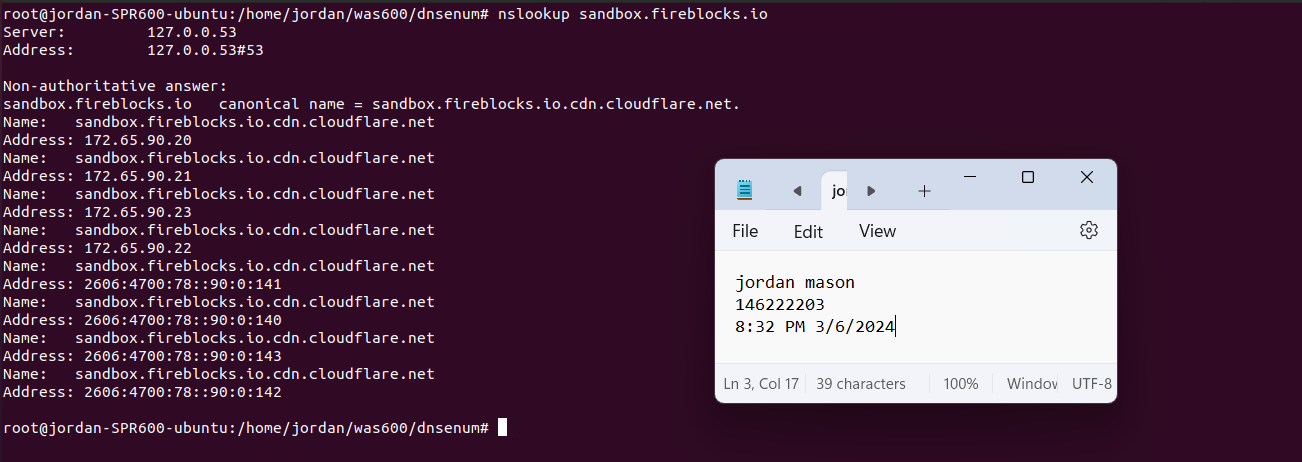 root@jordan-SPR600-ubuntu:/home/jordan/was600/dnsenum# nslookup sandbox.fireblocks.io
Server:         127.0.0.53
Address:        127.0.0.53#53

Non-authoritative answer:
sandbox.fireblocks.io   canonical name = sandbox.fireblocks.io.cdn.cloudflare.net.
Name:   sandbox.fireblocks.io.cdn.cloudflare.net
Address: 172.65.90.20
Name:   sandbox.fireblocks.io.cdn.cloudflare.net
Address: 172.65.90.21
Name:   sandbox.fireblocks.io.cdn.cloudflare.net
Address: 172.65.90.23
Name:   sandbox.fireblocks.io.cdn.cloudflare.net
Address: 172.65.90.22
Name:   sandbox.fireblocks.io.cdn.cloudflare.net
Address: 2606:4700:78::90:0:141
Name:   sandbox.fireblocks.io.cdn.cloudflare.net
Address: 2606:4700:78::90:0:140
Name:   sandbox.fireblocks.io.cdn.cloudflare.net
Address: 2606:4700:78::90:0:143
Name:   sandbox.fireblocks.io.cdn.cloudflare.net
Address: 2606:4700:78::90:0:142

root@jordan-SPR600-ubuntu:/home/jordan/was600/dnsenum#
jo
File Edit View
jordan mason
146222203
8:32 PM 3/6/2024
Ln 3, Col 17 39 characters 100% Window UTF-8